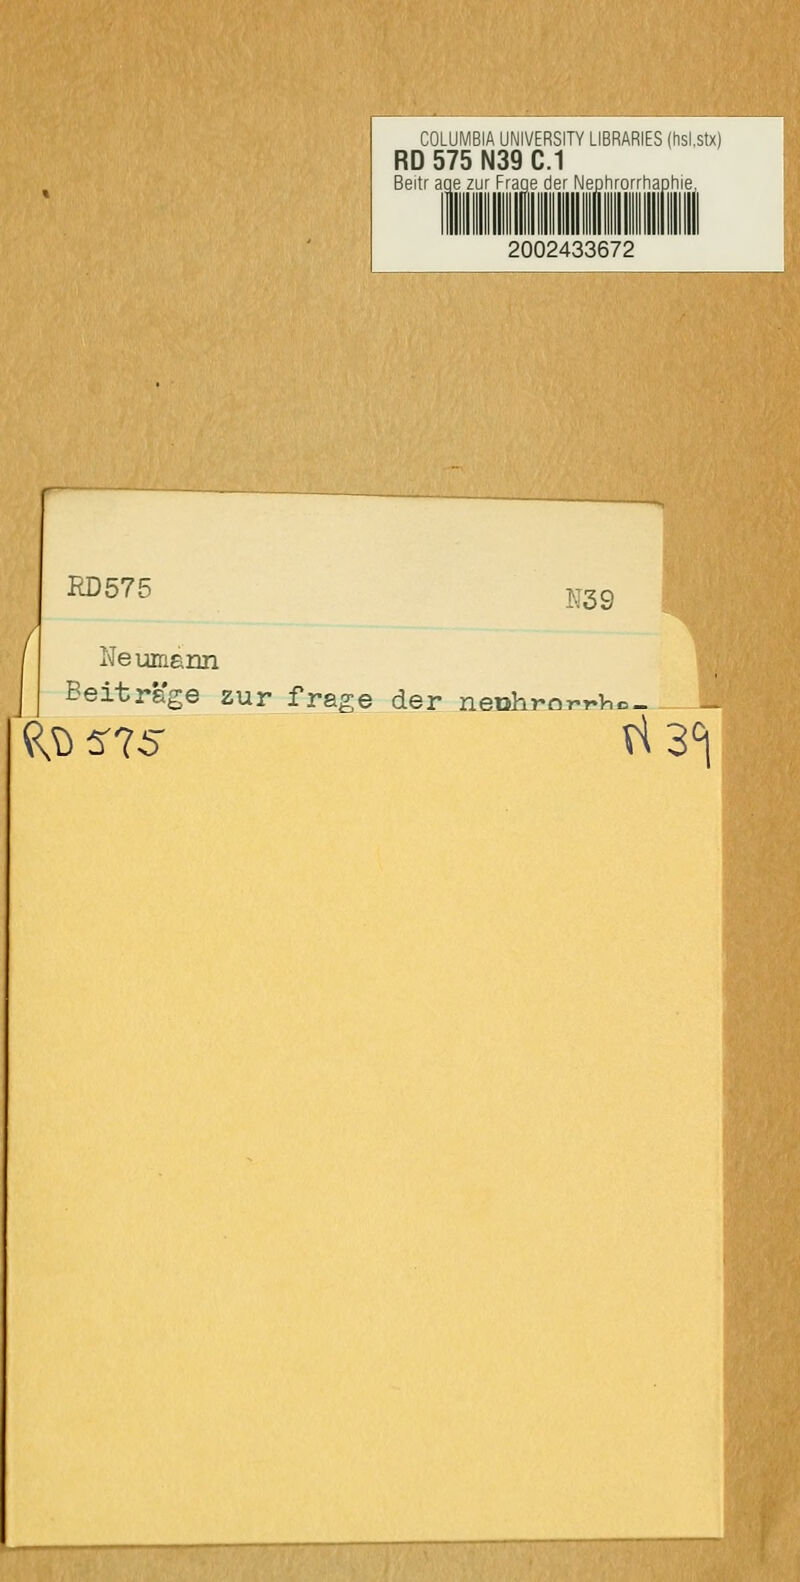 COLUMBIA UNIVERSITY LIBRARIES (hsl,stx)
RD 575 N39 C.1
Beitr age zur Frage der Nephrorrhaphie,
2002433672
RD575 N39
Neumann
Beiträge zur frage der nephrorrha-
RD 575 N 39